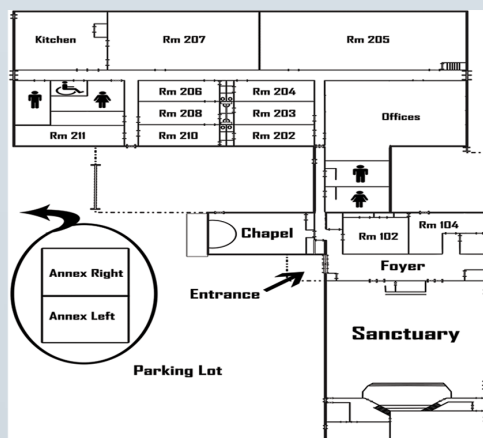 Kitchen
Rm 207
Rm 205
Rm 206
Rm 204
Rm 208
Rm 203
Offices
Rm 211
Rm 210
Rm 202
Chapel
Rm 102
Rm 104
Foyer
Annex Right
Entrance
Annex Left
Sanctuary
Parking Lot